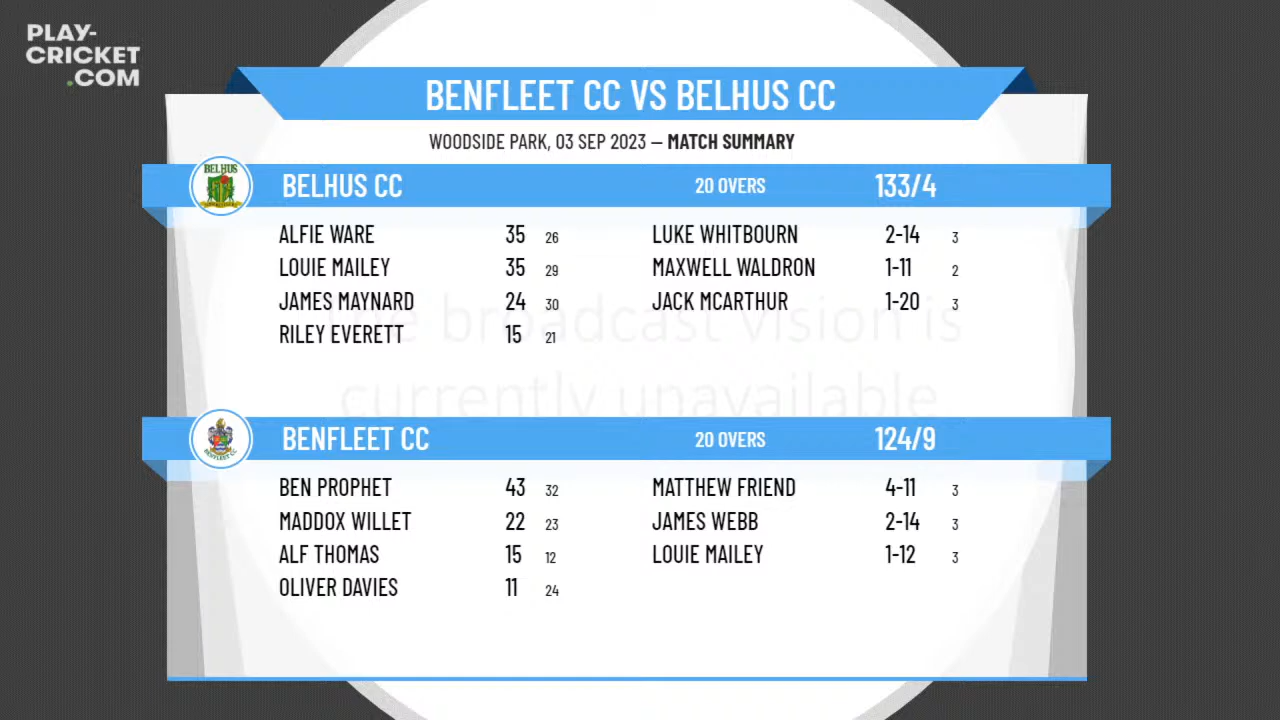 PLAY-
CRICKET
.COM
BENFLEET CC VS BELHUS CC
WOODSIDE PARK, 03 SEP 2023 – MATCH SUMMARY
BELHUS
BELHUS CC 20 OVERS 133/4
ALFIE WARE 35 26 LUKE WHITBOURN 2-14 3
LOUIE MAILEY 35 29 MAXWELL WALDRON 1-11 2
JAMES MAYNARD 24 30 JACK MCARTHUR 1-20 3
RILEY EVERETT 15 21
The broadcast vision is
currently unavailable
BENFLEET CC 20 OVERS 124/9
BENFLEET CC
BEN PROPHET 43 32 MATTHEW FRIEND 4-11 3
MADDOX WILLET 22 23 JAMES WEBB 2-14 3
ALF THOMAS 15 12 LOUIE MAILEY 1-12 3
OLIVER DAVIES 11 24